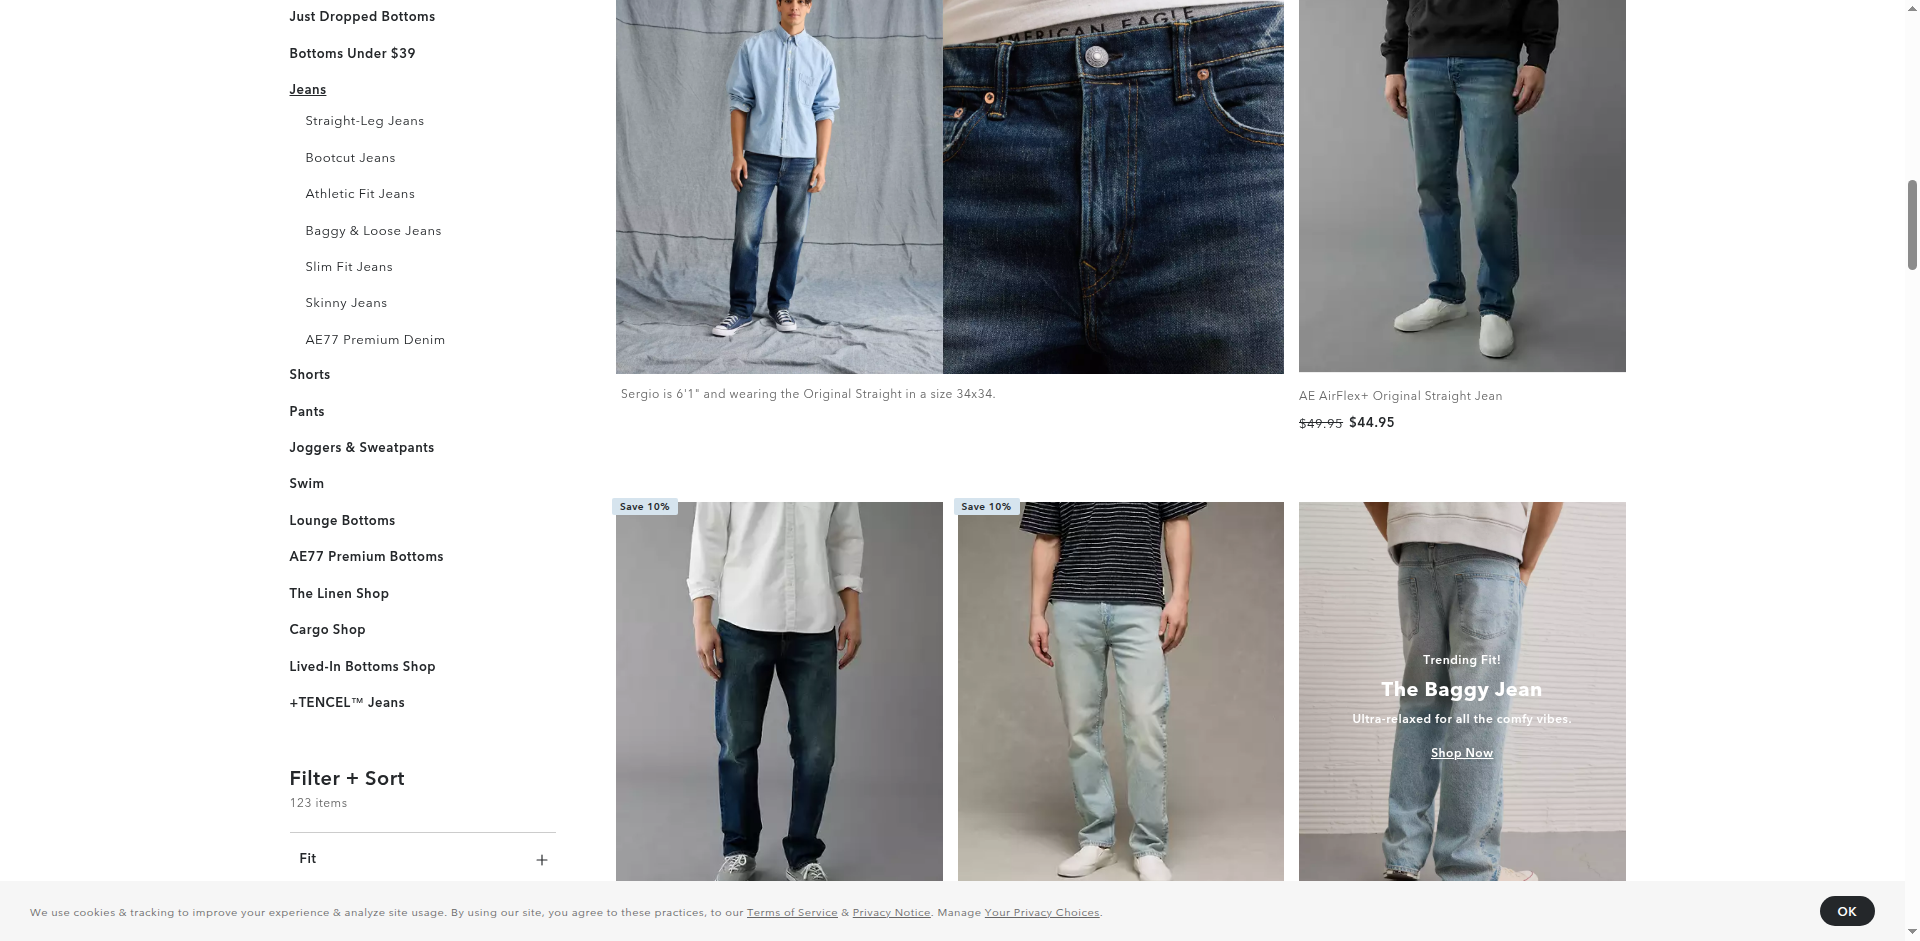 Just Dropped Bottoms
Bottoms Under $39
Jeans
Straight-Leg Jeans
Bootcut Jeans
Athletic Fit Jeans
Baggy & Loose Jeans
Slim Fit Jeans
Skinny Jeans
AE77 Premium Denim
Shorts
Pants
Joggers & Sweatpants
Swim
Lounge Bottoms
AE77 Premium Bottoms
The Linen Shop
Cargo Shop
Lived-In Bottoms Shop
+TENCEL™ Jeans
Filter + Sort
123 items
Fit
+
AMERICAN EAGLE
Sergio is 6'1" and wearing the Original Straight in a size 34x34.
AE AirFlex+ Original Straight Jean
$49.95 $44.95
Save 10%
Save 10%
Trending Fit!
The Baggy Jean
Ultra-relaxed for all the comfy vibes.
Shop Now
We use cookies & tracking to improve your experience & analyze site usage. By using our site, you agree to these practices, to our Terms of Service & Privacy Notice. Manage Your Privacy Choices.
OK